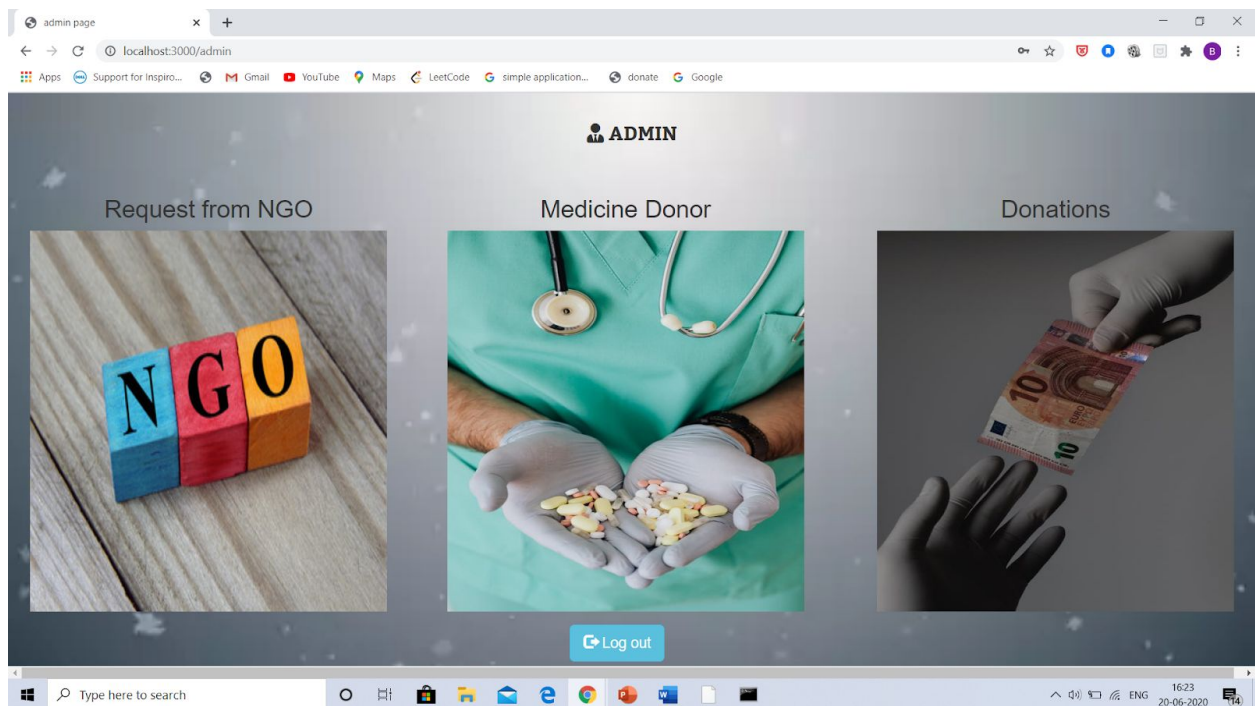 admin page
localhost:3000/admin
B
Apps
Support for Inspiro...
Gmail
YouTube
Maps
LeetCode
simple application...
donate
Google
ADMIN
Request from NGO
Medicine Donor
Donations
NGO
10
EURO
10
Log out
Type here to search
ENG
16:23
20-06-2020
14